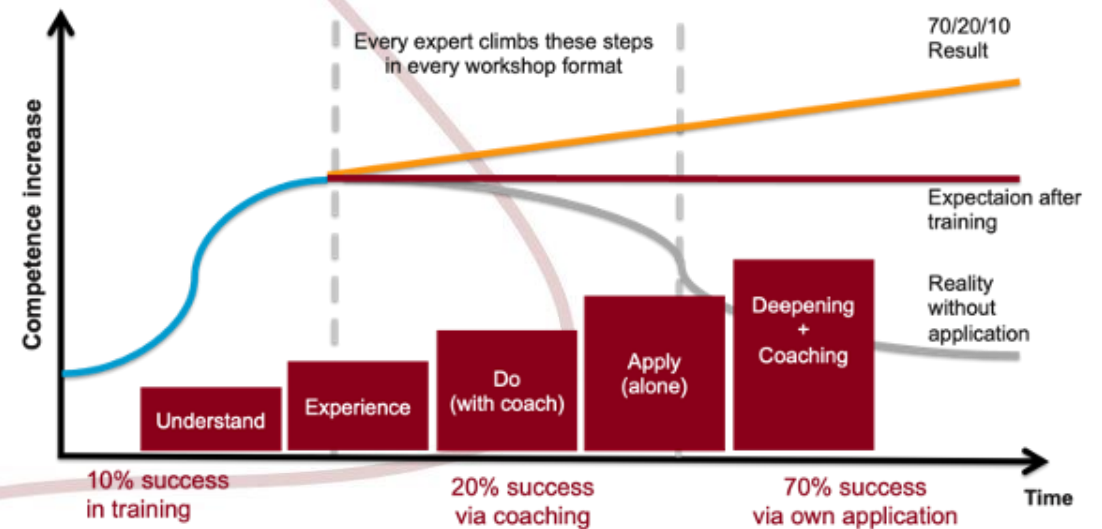 70/20/10
Result
Every expert climbs these steps
in every workshop format
Competence increase
Expectaion after
training
Reality
without
application
Deepening
+
Coaching
Apply
(alone)
Do
(with coach)
Experience
Understand
10% success
in training
20% success
via coaching
70% success
via own application
Time